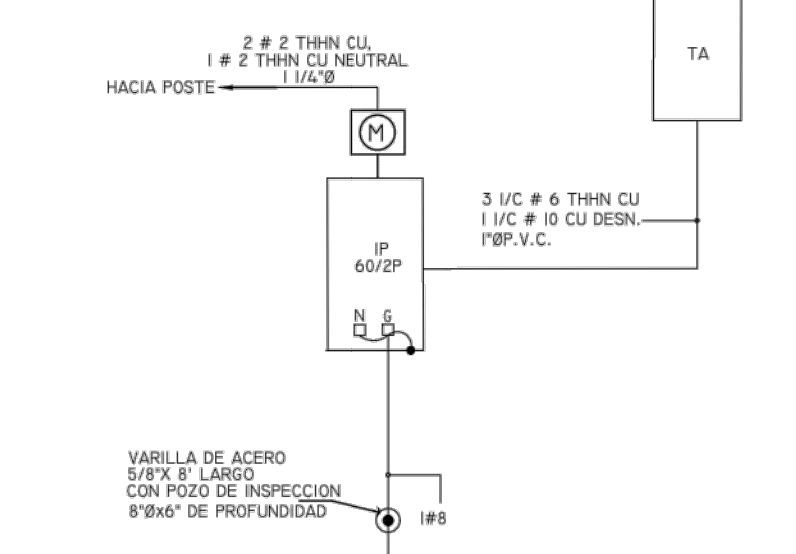 2 # 2 THHN CU,
1 # 2 THHN CU NEUTRAL
1 1/4"Ø
HACIA POSTE
M
TA
3 1/C # 6 THHN CU
1 1/C # 10 CU DESN.
1"ØP.V.C.
IP
60/2P
N G
VARILLA DE ACERO
5/8"X 8' LARGO
CON POZO DE INSPECCION
8"Øx6" DE PROFUNDIDAD
1#8